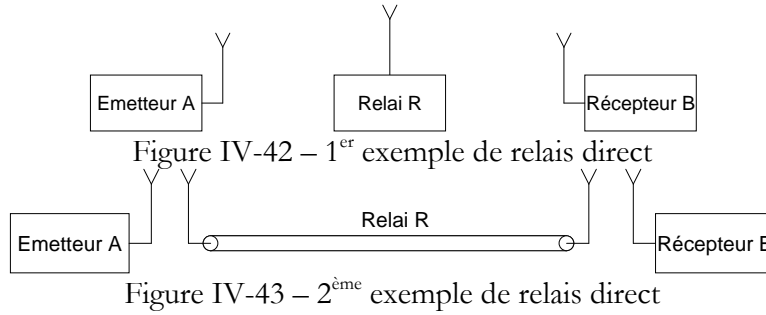 Emetteur A Relai R Récepteur B
Figure IV-42 – 1er exemple de relais direct
Relai R
Emetteur A Récepteur B
Figure IV-43 – 2ème exemple de relais direct